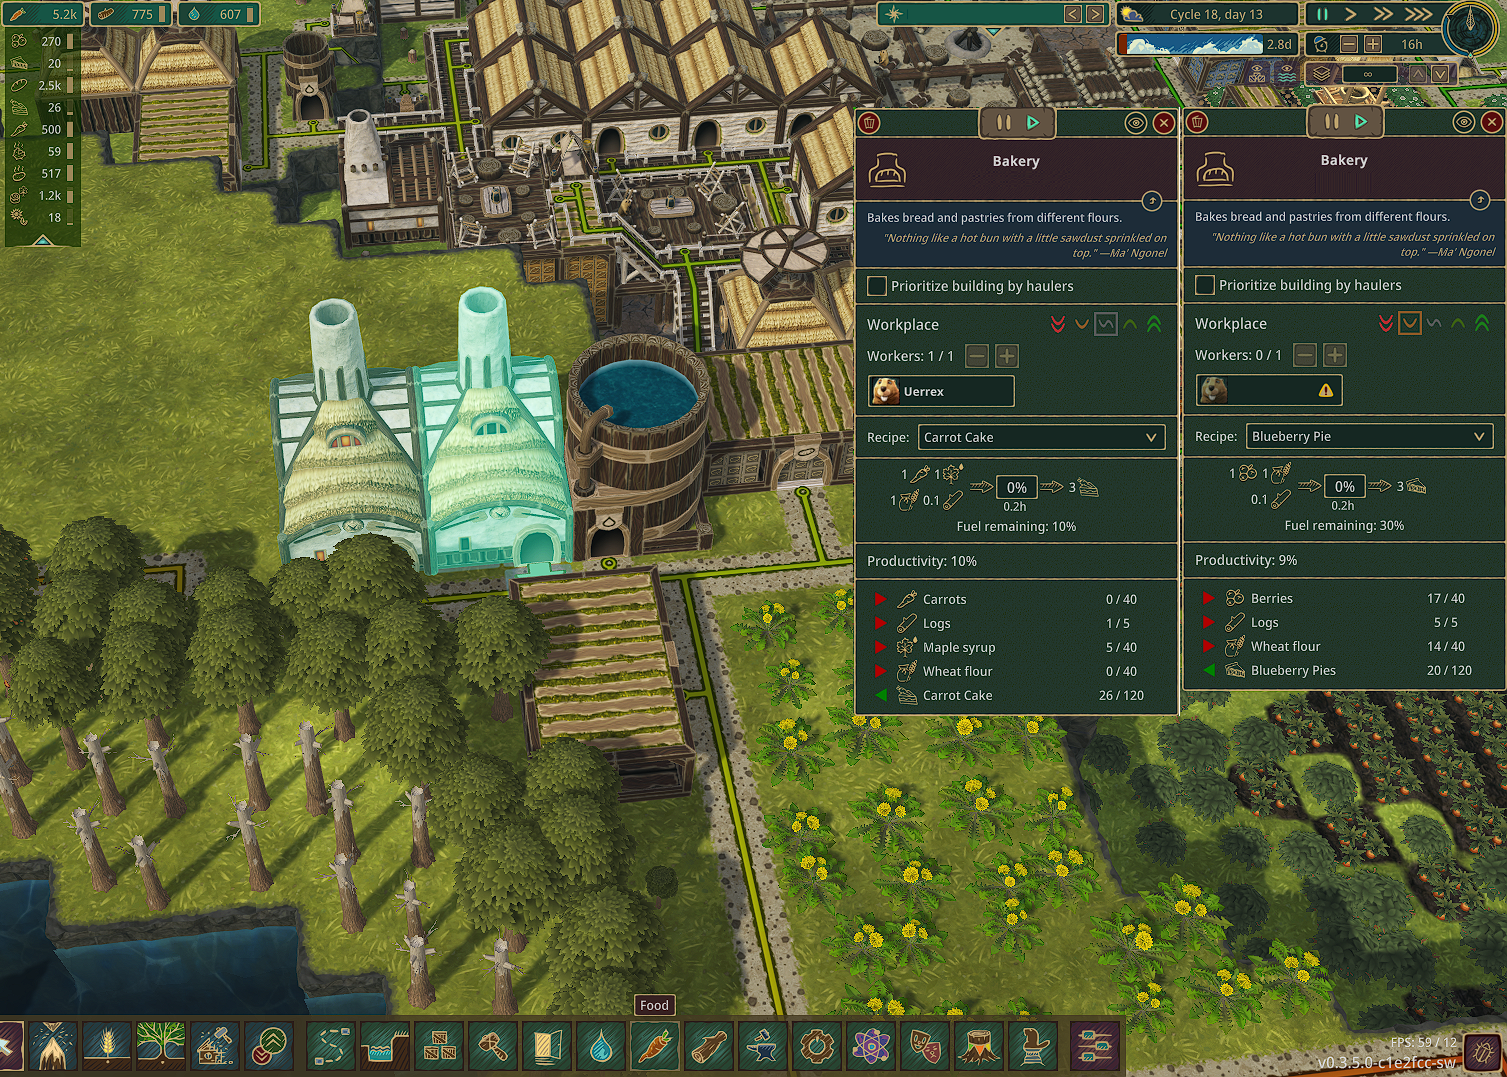 5.2k
775
607
Cycle 18, day 13
2.8d
16h
∞
270
20
2.5k
26
500
59
517
1.2k
18
Bakery
Bakes bread and pastries from different flours.
"Nothing like a hot bun with a little sawdust sprinkled on
top." —Ma' Ngonel
Prioritize building by haulers
Workplace
Workers: 1 / 1
Uerrex
Recipe: Carrot Cake
1 1
1 0.1
0%
3
0.2h
Fuel remaining: 10%
Productivity: 10%
Carrots 0 / 40
Logs 1 / 5
Maple syrup 5 / 40
Wheat flour 0 / 40
Carrot Cake 26 / 120
Bakery
Bakes bread and pastries from different flours.
"Nothing like a hot bun with a little sawdust sprinkled on
top." —Ma' Ngonel
Prioritize building by haulers
Workplace
Workers: 0 / 1
Recipe: Blueberry Pie
1 1
0.1
0%
3
0.2h
Fuel remaining: 30%
Productivity: 9%
Berries 17 / 40
Logs 5 / 5
Wheat flour 14 / 40
Blueberry Pies 20 / 120
Food
FPS: 59 / 12
v0.3.5.0-c1e2fcc-sw